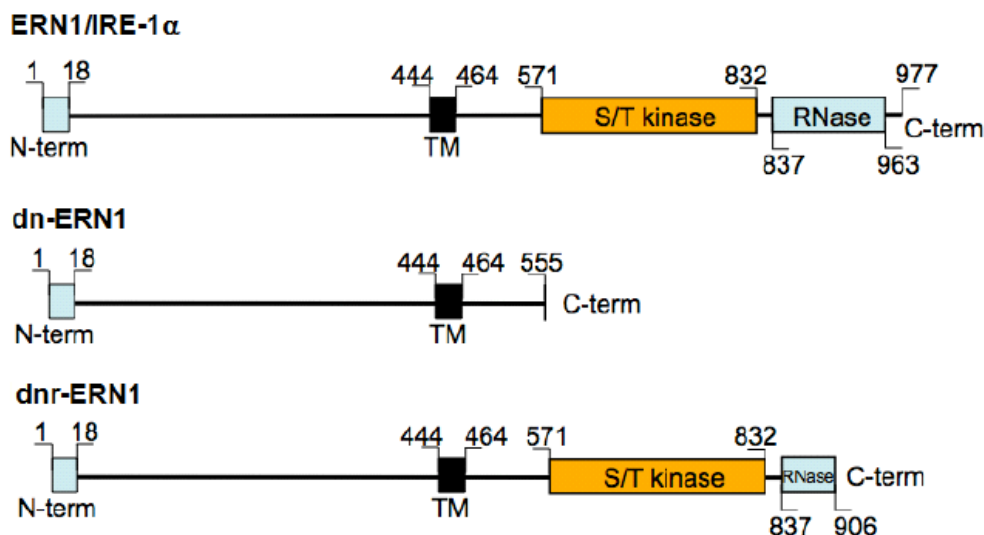 ERN1/IRE-1α
1 18 444 464 571 832 977
S/T kinase RNase
N-term TM C-term
837 963
dn-ERN1
1 18 444 464 555
C-term
N-term TM
dnr-ERN1
1 18 444 464 571 832
S/T kinase RNase C-term
N-term TM
837 906